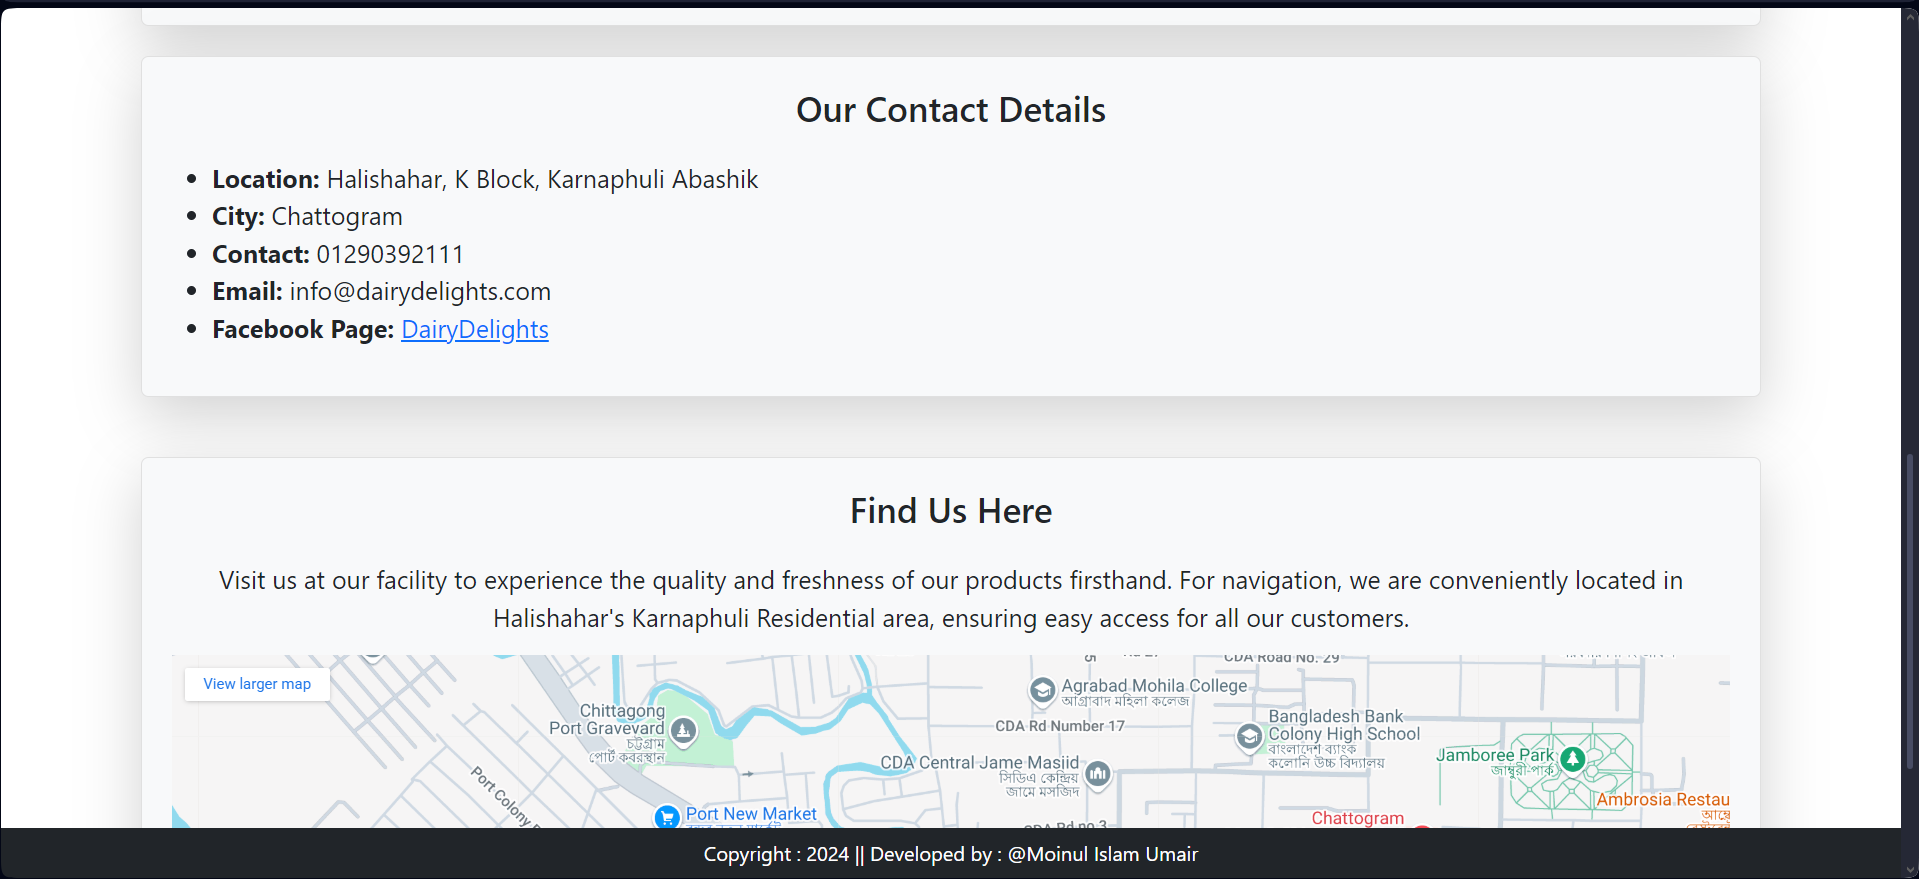 Our Contact Details
Location: Halishahar, K Block, Karnaphuli Abashik
City: Chattogram
Contact: 01290392111
Email: info@dairydelights.com
Facebook Page: DairyDelights
Find Us Here
Visit us at our facility to experience the quality and freshness of our products firsthand. For navigation, we are conveniently located in
Halishahar's Karnaphuli Residential area, ensuring easy access for all our customers.
View larger map
CDA Road No. 29
Agrabad Mohila College
আগ্রাবাদ মহিলা কলেজ
Chittagong
Port Graveyard
চট্টগ্রাম
পোর্ট কবরস্থান
CDA Rd Number 17
Bangladesh Bank
Colony High School
বাংলাদেশ ব্যাংক
কলোনি উচ্চ বিদ্যালয়
CDA Central Jame Masjid
সিডিএ কেন্দ্রিয়
জামে মসজিদ
Jamboree Park
জাম্বুরী পার্ক
Port Colony
Ambrosia Restau
Port New Market
Chattogram
CDA Rd no 3
Copyright : 2024 || Developed by : @Moinul Islam Umair